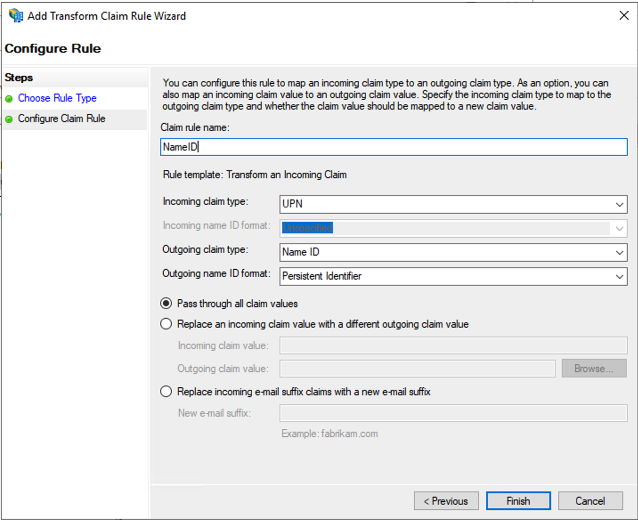 Add Transform Claim Rule Wizard
Configure Rule
Steps
Choose Rule Type
Configure Claim Rule
You can configure this rule to map an incoming claim type to an outgoing claim type. As an option, you can
also map an incoming claim value to an outgoing claim value. Specify the incoming claim type to map to the
outgoing claim type and whether the claim value should be mapped to a new claim value.
Claim rule name:
NameID
Rule template: Transform an Incoming Claim
Incoming claim type: UPN
Incoming name ID format:
Outgoing claim type: Name ID
Outgoing name ID format: Persistent Identifier
Pass through all claim values
Replace an incoming claim value with a different outgoing claim value
Incoming claim value:
Outgoing claim value: Browse...
Replace incoming e-mail suffix claims with a new e-mail suffix
New e-mail suffix:
Example: fabrikam.com
< Previous Finish Cancel